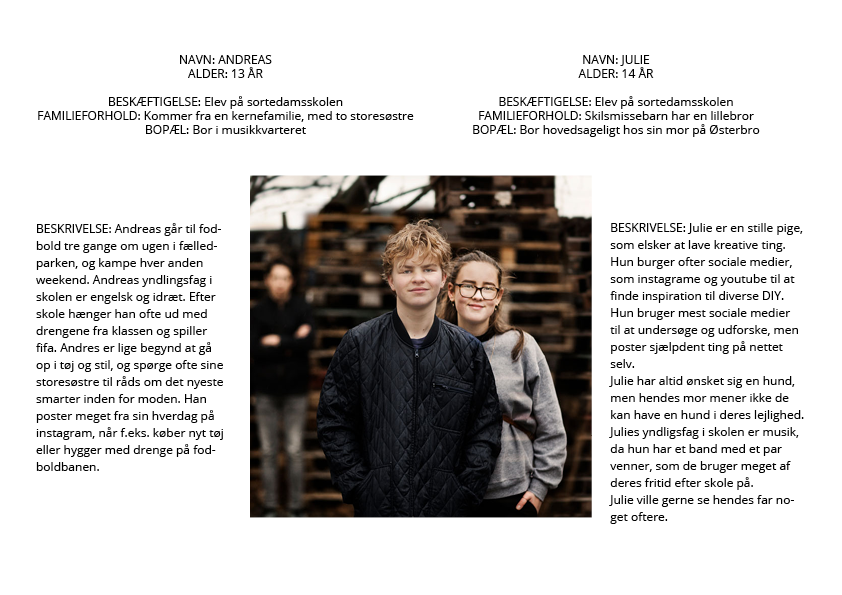 NAVN: ANDREAS
ALDER: 13 ÅR
BESKÆFTIGELSE: Elev på sortedamsskolen
FAMILIEFORHOLD: Kommer fra en kernefamilie, med to storesøstre
BOPÆL: Bor i musikkvarteret
NAVN: JULIE
ALDER: 14 ÅR
BESKÆFTIGELSE: Elev på sortedamsskolen
FAMILIEFORHOLD: Skilsmissebarn har en lillebror
BOPÆL: Bor hovedsageligt hos sin mor på Østerbro
BESKRIVELSE: Andreas går til fod-
bold tre gange om ugen i fælled-
parken, og kampe hver anden
weekend. Andreas yndlingsfag i
skolen er engelsk og idræt. Efter
skole hænger han ofte ud med
drengene fra klassen og spiller
fifa. Andres er lige begynd at gå
op i tøj og stil, og spørge ofte sine
storesøstre til råds om det nyeste
smarter inden for moden. Han
poster meget fra sin hverdag på
instagram, når f.eks. køber nyt tøj
eller hygger med drenge på fod-
boldbanen.
BESKRIVELSE: Julie er en stille pige,
som elsker at lave kreative ting.
Hun burger ofter sociale medier,
som instagrame og youtube til at
finde inspiration til diverse DIY.
Hun bruger mest sociale medier
til at undersøge og udforske, men
poster sjælpdent ting på nettet
selv.
Julie har altid ønsket sig en hund,
men hendes mor mener ikke de
kan have en hund i deres lejlighed.
Julies yndligsfag i skolen er musik,
da hun har et band med et par
venner, som de bruger meget af
deres fritid efter skole på.
Julie ville gerne se hendes far no-
get oftere.